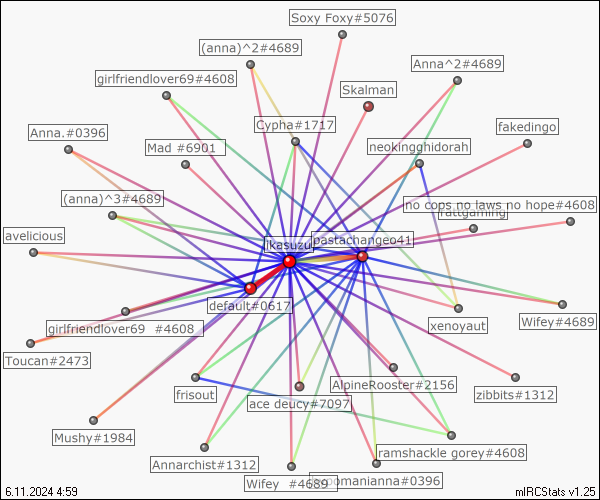 Soxy Foxy#5076
(anna)^2#4689
Anna^2#4689
girlfriendlover69#4608
Skalman
Cypha#1717
fakedingo
Anna.#0396
Mad #6901
neokingghidorah
(anna)^3#4689
no cops no laws no hope#4608
avelicious
ikasuzu
pastachangeo41
default#0617
girlfriendlover69 #4608
xenoyaut
Wifey#4689
Toucan#2473
AlpineRooster#2156
frisout
ace deucy#7097
zibbits#1312
Mushy#1984
ramshackle gorey#4608
Annarchist#1312
Wifey #4689
6.11.2024 4:59
mIRCStats v1.25